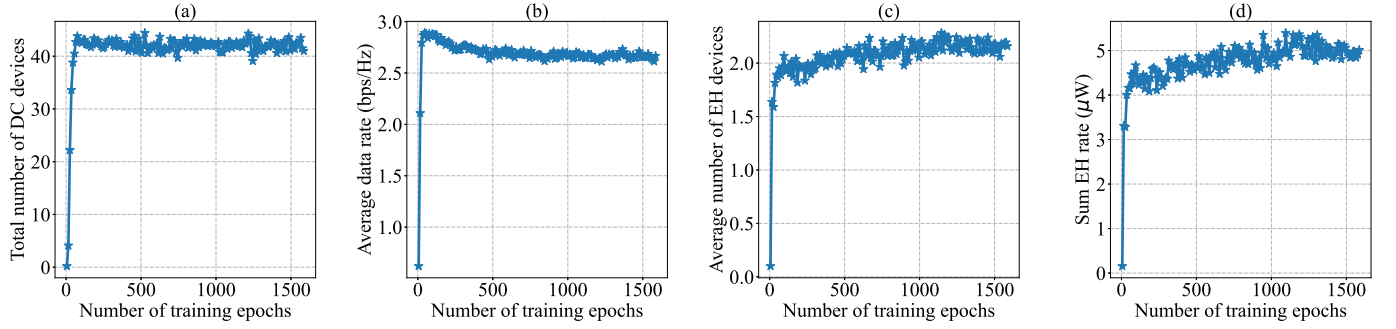 (a)
Total number of DC devices
40
30
20
10
0
0 500 1000 1500
Number of training epochs
(b)
Average data rate (bps/Hz)
3.0
2.5
2.0
1.5
1.0
0 500 1000 1500
Number of training epochs
(c)
Average number of EH devices
2.0
1.5
1.0
0.5
0.0
0 500 1000 1500
Number of training epochs
(d)
Sum EH rate (μW)
5
4
3
2
1
0
0 500 1000 1500
Number of training epochs